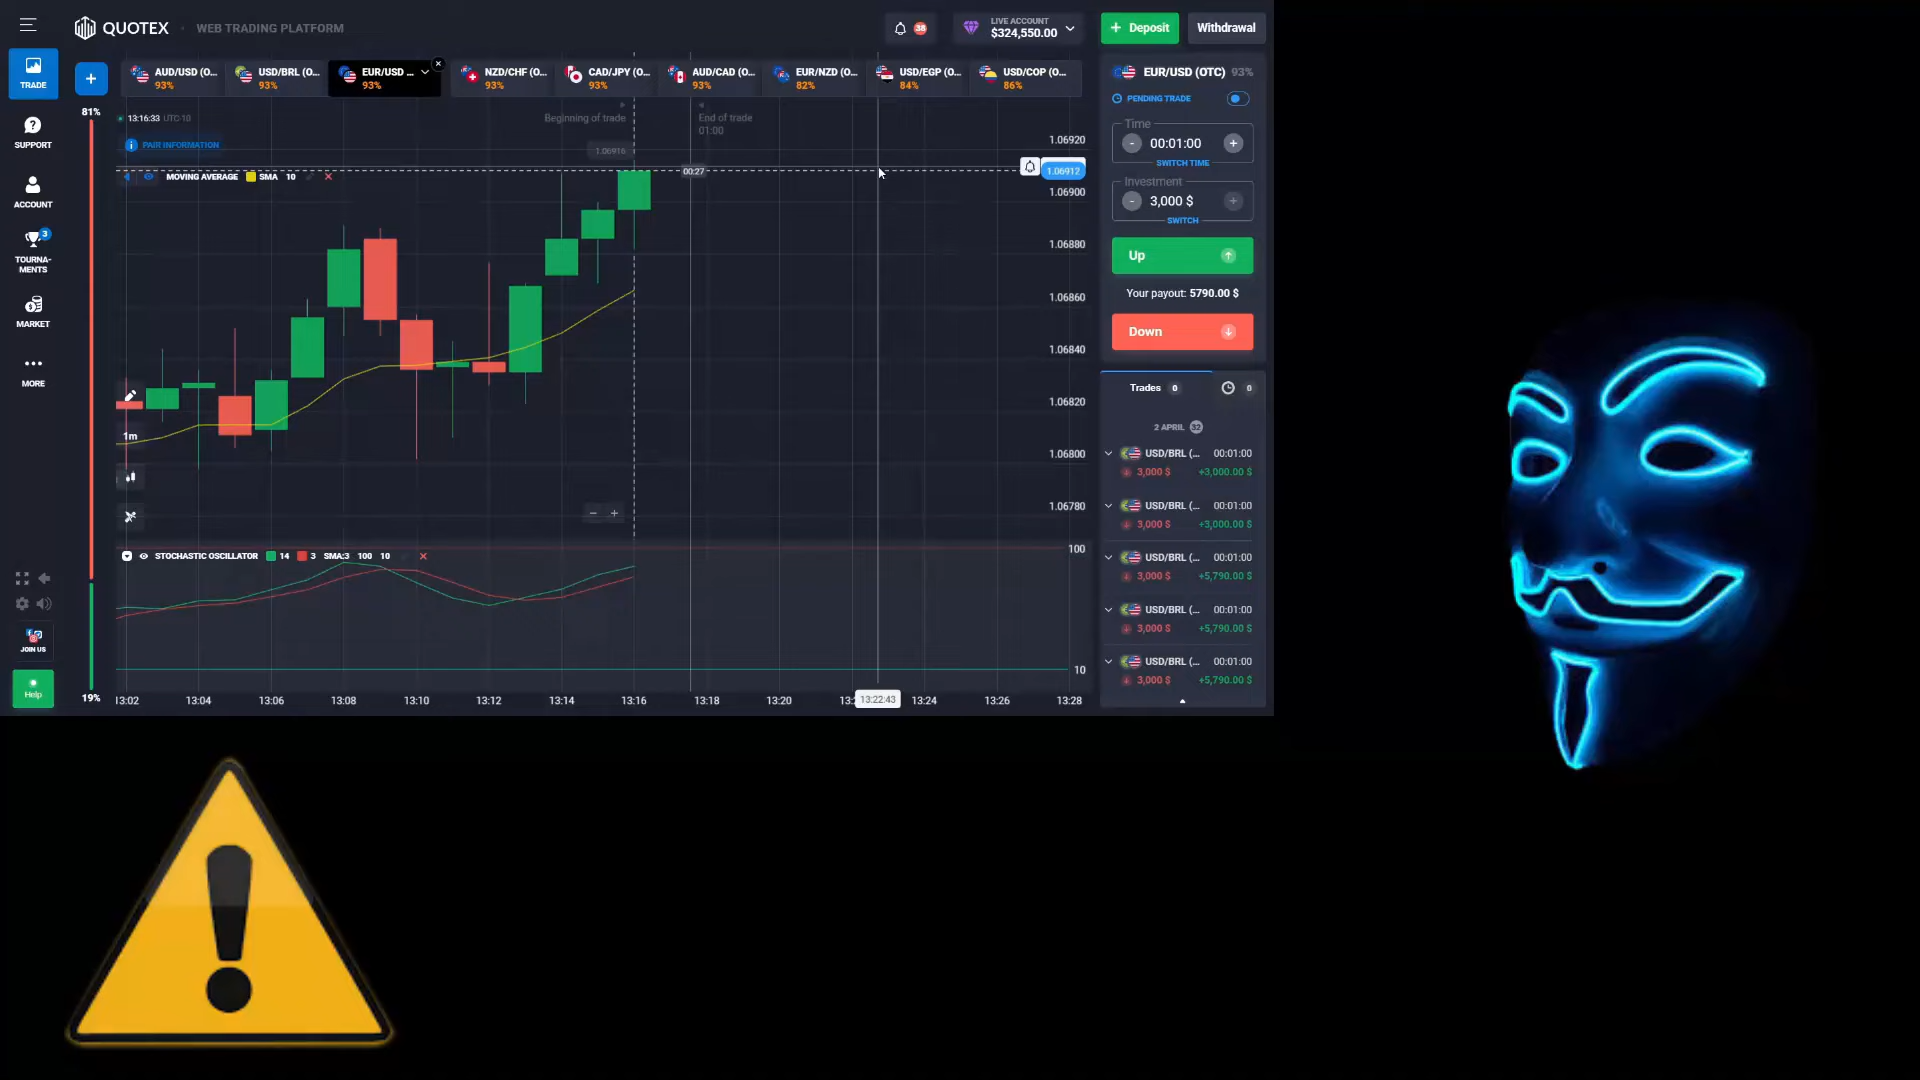 QUOTEX
WEB TRADING PLATFORM
38
LIVE ACCOUNT
$324,550.00
+ Deposit
Withdrawal
TRADE
+
AUD/USD (O...
93%
USD/BRL (O...
93%
EUR/USD ...
93%
NZD/CHF (O...
93%
CAD/JPY (O...
93%
AUD/CAD (O...
93%
EUR/NZD (O...
82%
USD/EGP (O...
84%
USD/COP (O...
86%
EUR/USD (OTC) 93%
PENDING TRADE
Time
- 00:01:00 +
SWITCH TIME
Investment
- 3,000 $ +
SWITCH
Up
Your payout: 5790.00 $
Down
Trades 0
0
2 APRIL 32
USD/BRL (... 00:01:00
3,000 $ +3,000.00 $
USD/BRL (... 00:01:00
3,000 $ +3,000.00 $
USD/BRL (... 00:01:00
3,000 $ +5,790.00 $
USD/BRL (... 00:01:00
3,000 $ +5,790.00 $
USD/BRL (... 00:01:00
3,000 $ +5,790.00 $
SUPPORT
ACCOUNT
3
TOURNA-
MENTS
MARKET
MORE
JOIN US
Help
81%
19%
13:16:33 UTC-10
PAIR INFORMATION
MOVING AVERAGE SMA 10
Beginning of trade
End of trade
01:00
1.06916
00:27
1.06912
1.06920
1.06900
1.06880
1.06860
1.06840
1.06820
1.06800
1.06780
1m
STOCHASTIC OSCILLATOR 14 3 SMA:3 100 10
100
10
13:02 13:04 13:06 13:08 13:10 13:12 13:14 13:16 13:18 13:20 13:22:43 13:24 13:26 13:28